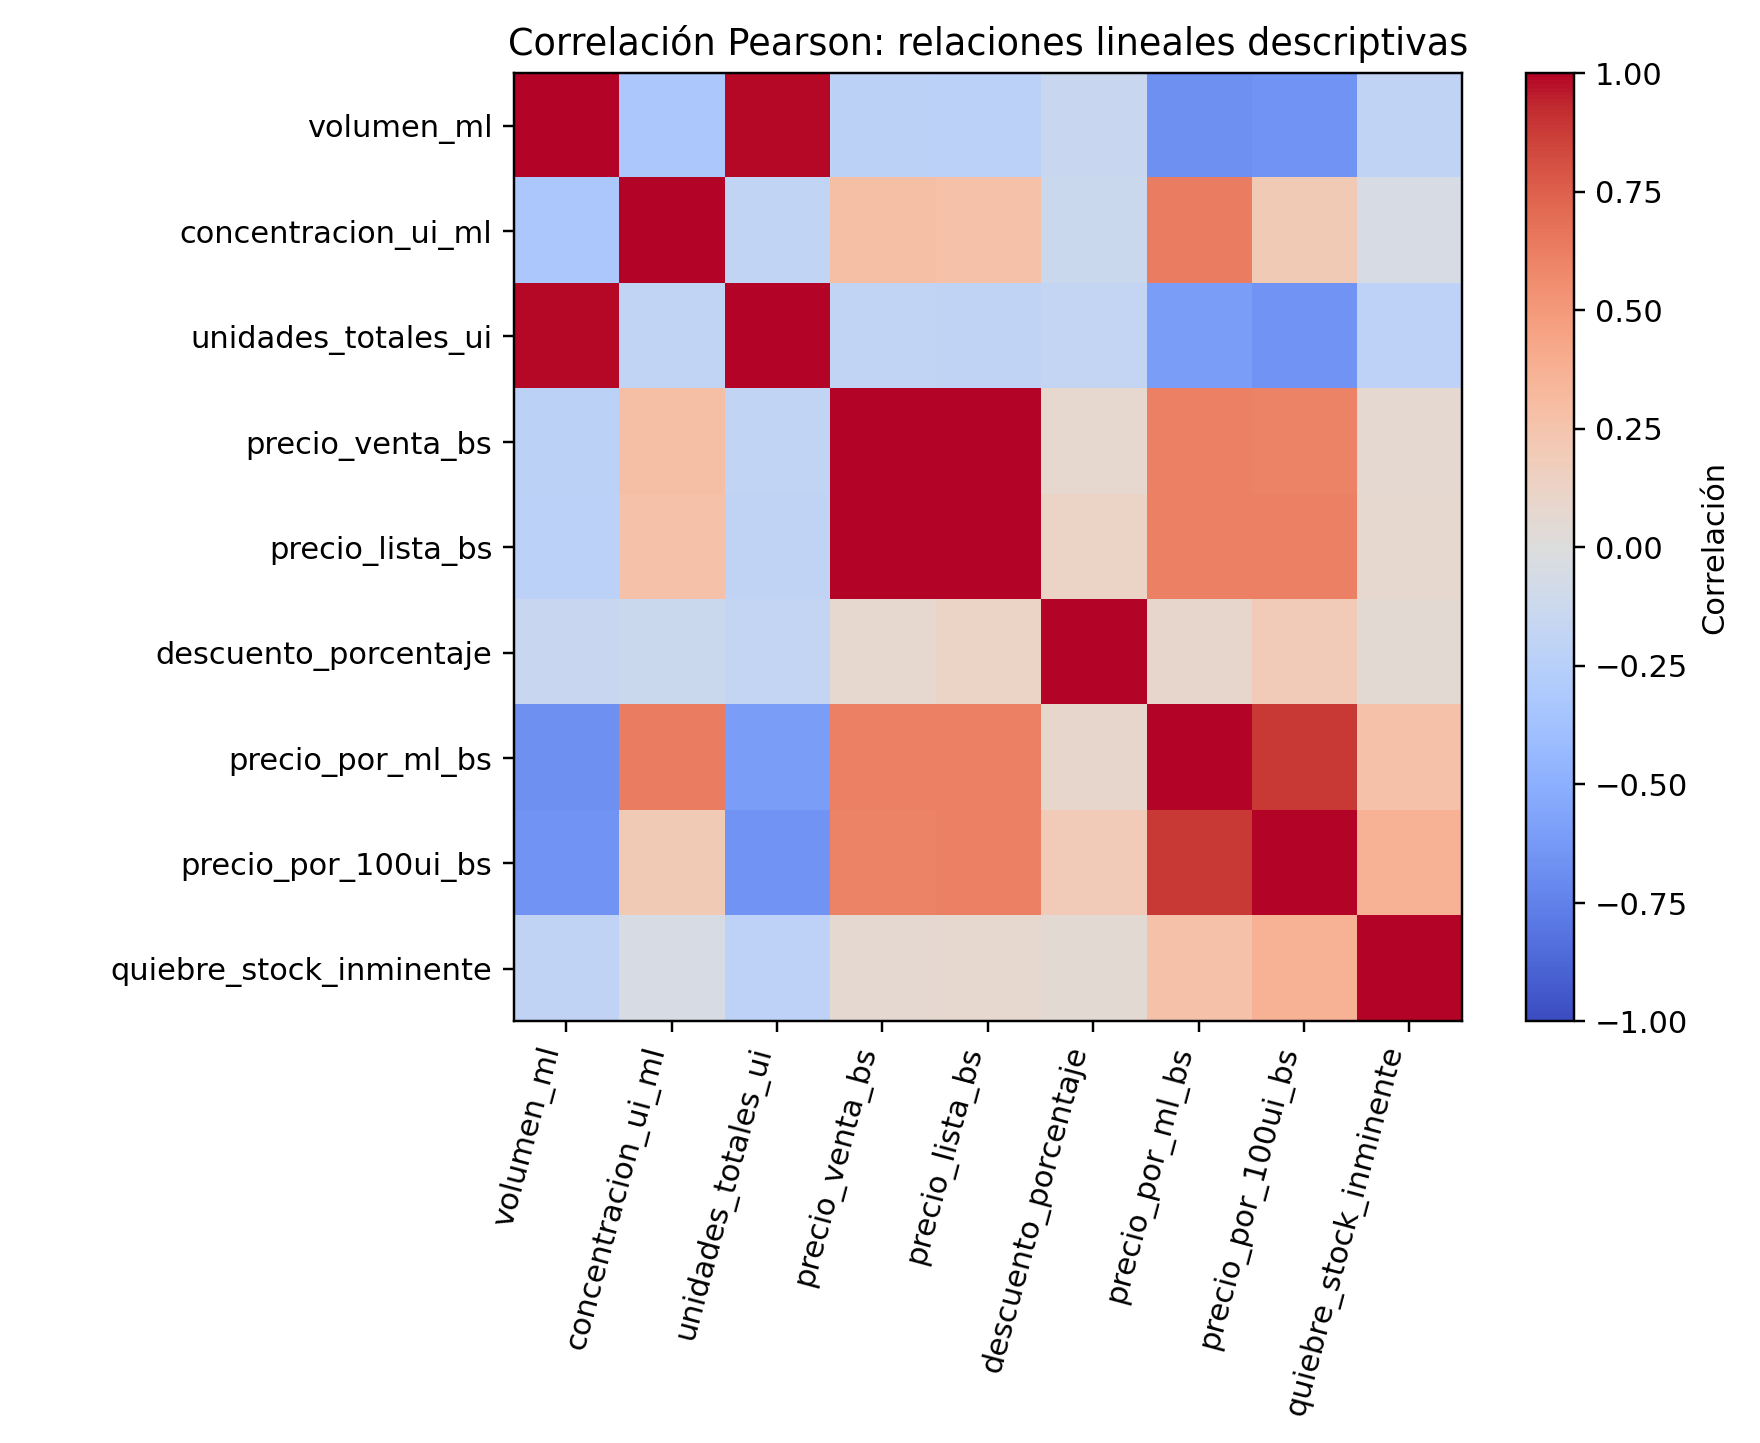 Correlación Pearson: relaciones lineales descriptivas
volumen_ml
concentracion_ui_ml
unidades_totales_ui
precio_venta_bs
precio_lista_bs
descuento_porcentaje
precio_por_ml_bs
precio_por_100ui_bs
quiebre_stock_inminente
volumen_ml
concentracion_ui_ml
unidades_totales_ui
precio_venta_bs
precio_lista_bs
descuento_porcentaje
precio_por_ml_bs
precio_por_100ui_bs
quiebre_stock_inminente
1.00
0.75
0.50
0.25
0.00
−0.25
−0.50
−0.75
−1.00
Correlación